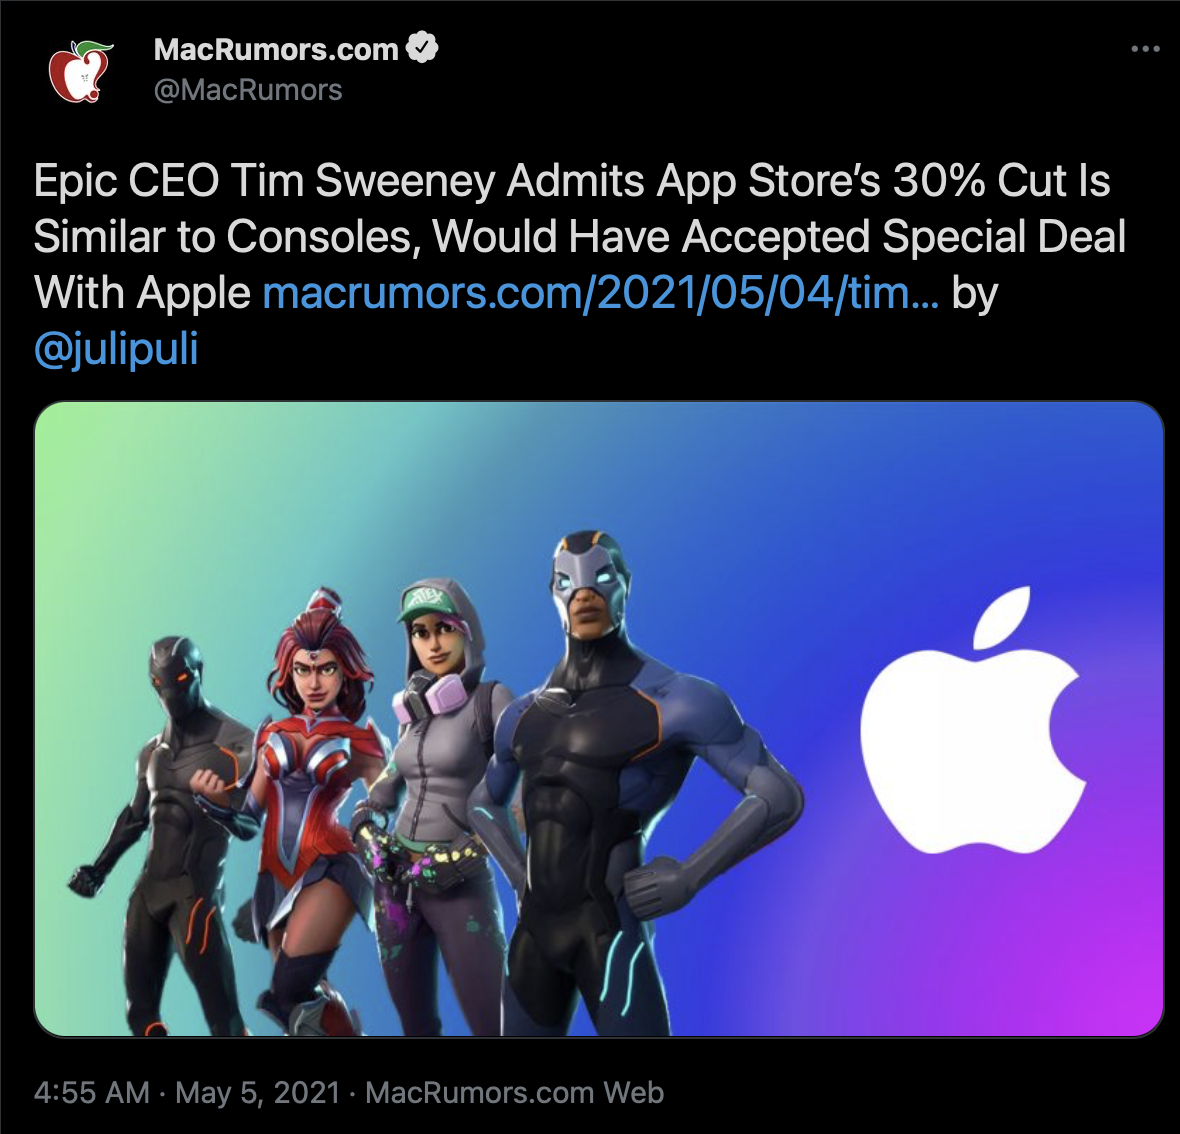 MacRumors.com
@MacRumors
Epic CEO Tim Sweeney Admits App Store’s 30% Cut Is
Similar to Consoles, Would Have Accepted Special Deal
With Apple macrumors.com/2021/05/04/tim... by
@julipuli
4:55 AM · May 5, 2021 · MacRumors.com Web